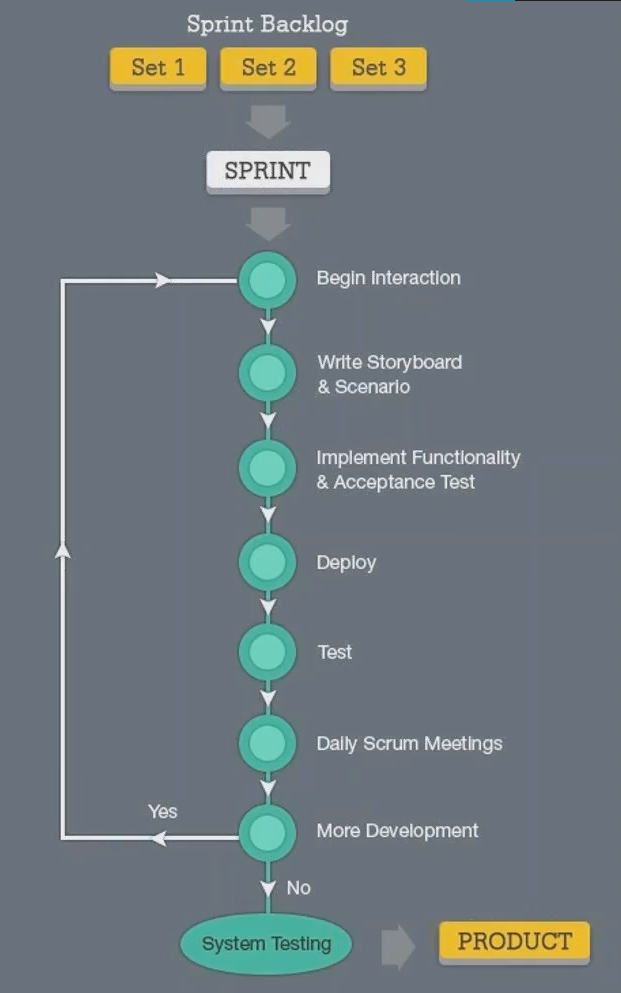 Sprint Backlog
Set 1
Set 2
Set 3
SPRINT
Begin Interaction
Write Storyboard
& Scenario
Implement Functionality
& Acceptance Test
Deploy
Test
Daily Scrum Meetings
Yes
More Development
No
System Testing
PRODUCT